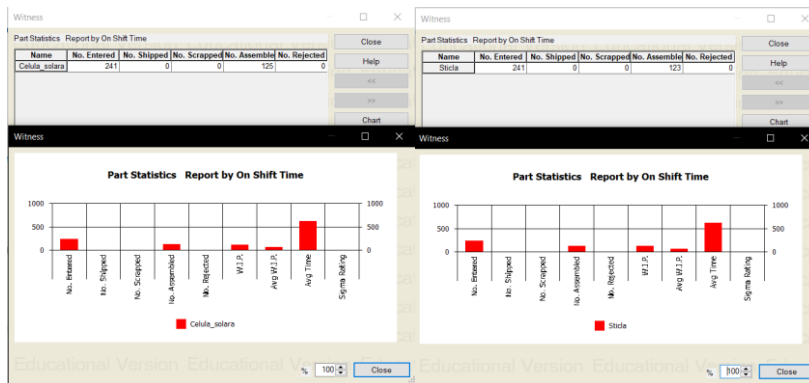 Witness
Part Statistics Report by On Shift Time
Name No. Entered No. Shipped No. Scrapped No. Assemble No. Rejected
Celula_solara 241 0 0 125 0
Close
Help
<<
>>
Chart
Witness
Part Statistics Report by On Shift Time
1000 1000
500 500
0 0
No. Entered
No. Shipped
No. Scrapped
No. Assembled
No. Rejected
W.I.P.
Avg W.I.P.
Avg Time
Sigma Rating
Celula_solara
Educational Version Educational
% 100 Close
Witness
Part Statistics Report by On Shift Time
Name No. Entered No. Shipped No. Scrapped No. Assemble No. Rejected
Sticla 241 0 0 123 0
Close
Help
<<
>>
Chart
Witness
Part Statistics Report by On Shift Time
1000 1000
500 500
0 0
No. Entered
No. Shipped
No. Scrapped
No. Assembled
No. Rejected
W.I.P.
Avg W.I.P.
Avg Time
Sigma Rating
Sticla
Educational Version Educational
% 100 Close